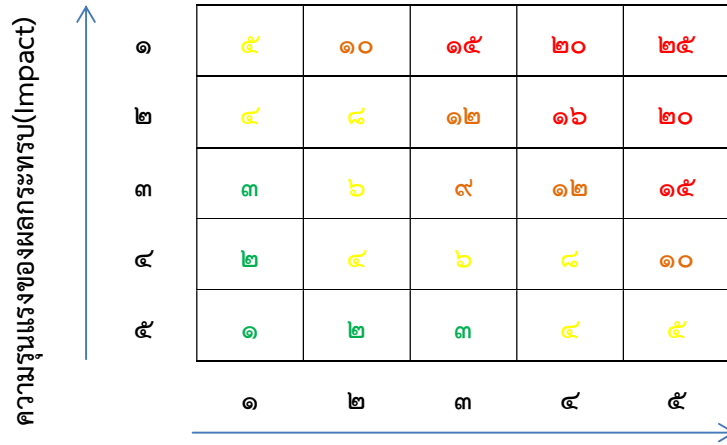 ความรุนแรงของผลกระทรบ(Impact)
๑ ๕ ๑๐ ๑๕ ๒๐ ๒๕
๒ ๔ ๘ ๑๒ ๑๖ ๒๐
๓ ๓ ๖ ๙ ๑๒ ๑๕
๔ ๒ ๔ ๖ ๘ ๑๐
๕ ๑ ๒ ๓ ๔ ๕
๑ ๒ ๓ ๔ ๕